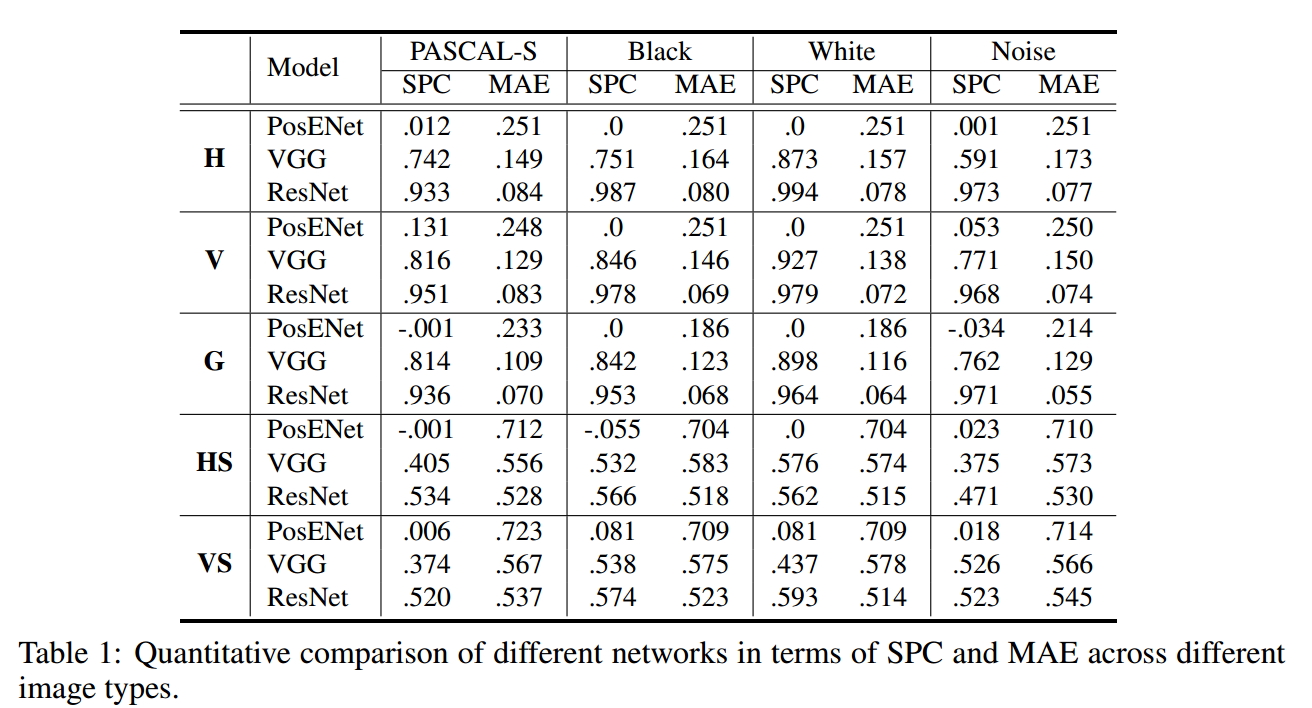 Model PASCAL-S Black White Noise
SPC MAE SPC MAE SPC MAE SPC MAE
H PosENet .012 .251 .0 .251 .0 .251 .001 .251
VGG .742 .149 .751 .164 .873 .157 .591 .173
ResNet .933 .084 .987 .080 .994 .078 .973 .077
V PosENet .131 .248 .0 .251 .0 .251 .053 .250
VGG .816 .129 .846 .146 .927 .138 .771 .150
ResNet .951 .083 .978 .069 .979 .072 .968 .074
G PosENet -.001 .233 .0 .186 .0 .186 -.034 .214
VGG .814 .109 .842 .123 .898 .116 .762 .129
ResNet .936 .070 .953 .068 .964 .064 .971 .055
HS PosENet -.001 .712 -.055 .704 .0 .704 .023 .710
VGG .405 .556 .532 .583 .576 .574 .375 .573
ResNet .534 .528 .566 .518 .562 .515 .471 .530
VS PosENet .006 .723 .081 .709 .081 .709 .018 .714
VGG .374 .567 .538 .575 .437 .578 .526 .566
ResNet .520 .537 .574 .523 .593 .514 .523 .545
Table 1: Quantitative comparison of different networks in terms of SPC and MAE across different
image types.